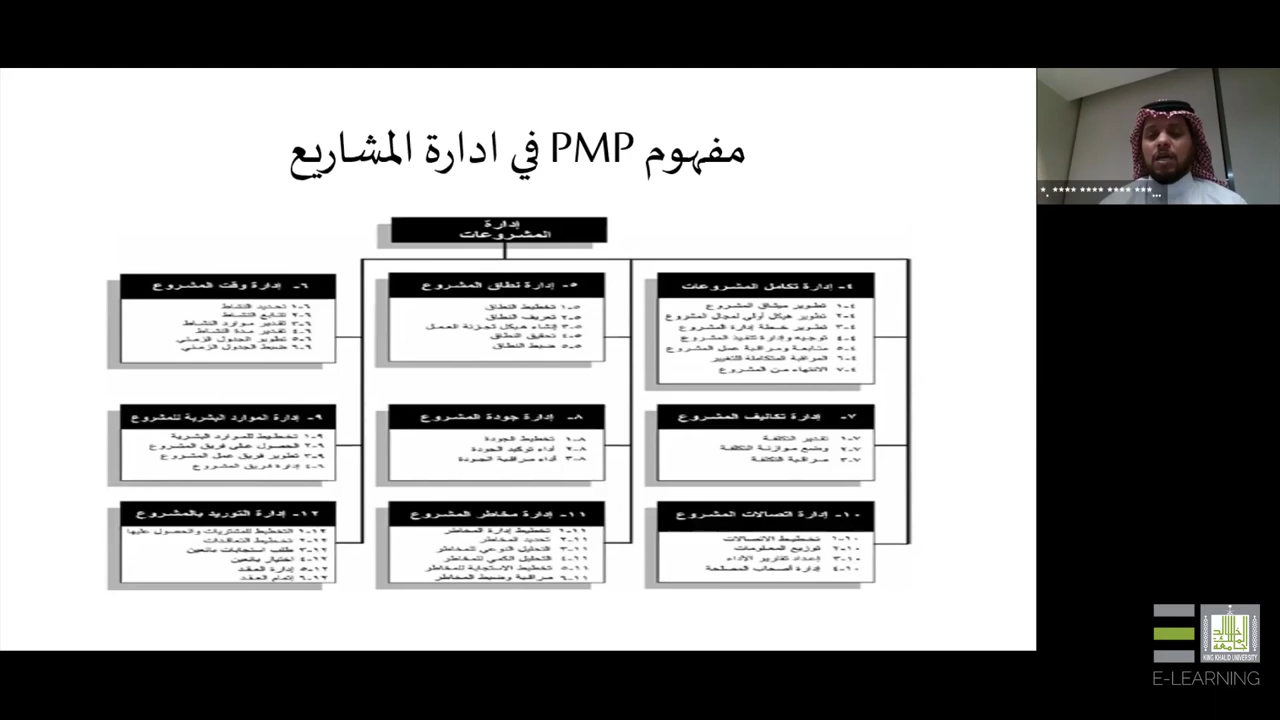 مفهوم PMP في ادارة المشاريع
*. **** **** **** ***...
إدارة
المشروعات
٤- إدارة تكامل المشروعات
٤-١ تطوير ميثاق المشروع
٤-٢ تطوير هيكل أولي لمجال المشروع
٤-٣ تطوير خطة إدارة المشروع
٤-٤ توجيه وإدارة تنفيذ المشروع
٤-٥ متابعة ومراقبة عمل المشروع
٤-٦ المراقبة المتكاملة للتغيير
٤-٧ الانتهاء من المشروع
٥- إدارة نطاق المشروع
٥-١ تخطيط النطاق
٥-٢ تعريف النطاق
٥-٣ إنشاء هيكل تجزئة العمل
٥-٤ تحقيق النطاق
٥-٥ ضبط النطاق
٦- إدارة وقت المشروع
٦-١ تحديد النشاط
٦-٢ تتابع النشاط
٦-٣ تقدير موارد النشاط
٦-٤ تقدير مدة النشاط
٦-٥ تطوير الجدول الزمني
٦-٦ ضبط الجدول الزمني
٧- إدارة تكاليف المشروع
٧-١ تقدير التكلفة
٧-٢ وضع موازنة التكلفة
٧-٣ مراقبة التكلفة
٨- إدارة جودة المشروع
٨-١ تخطيط الجودة
٨-٢ أداء توكيد الجودة
٨-٣ أداء مراقبة الجودة
٩- إدارة الموارد البشرية للمشروع
٩-١ تخطيط للموارد البشرية
٩-٢ الحصول على فريق المشروع
٩-٣ تطوير فريق عمل المشروع
٩-٤ إدارة فريق المشروع
١٠- إدارة اتصالات المشروع
١٠-١ تخطيط الاتصالات
١٠-٢ توزيع المعلومات
١٠-٣ إعداد تقارير الأداء
١٠-٤ إدارة أصحاب المصلحة
١١- إدارة مخاطر المشروع
١١-١ تخطيط إدارة المخاطر
١١-٢ تحديد المخاطر
١١-٣ التحليل النوعي للمخاطر
١١-٤ التحليل الكمي للمخاطر
١١-٥ تخطيط الاستجابة للمخاطر
١١-٦ مراقبة وضبط المخاطر
١٢- إدارة التوريد بالمشروع
١٢-١ التخطيط للمشتريات والحصول عليها
١٢-٢ تخطيط التعاقدات
١٢-٣ طلب استجابات بائعين
١٢-٤ اختيار بائعين
١٢-٥ إدارة العقد
١٢-٦ إتمام العقد
جامعة الملك خالد
KING KHALID UNIVERSITY
E-LEARNING